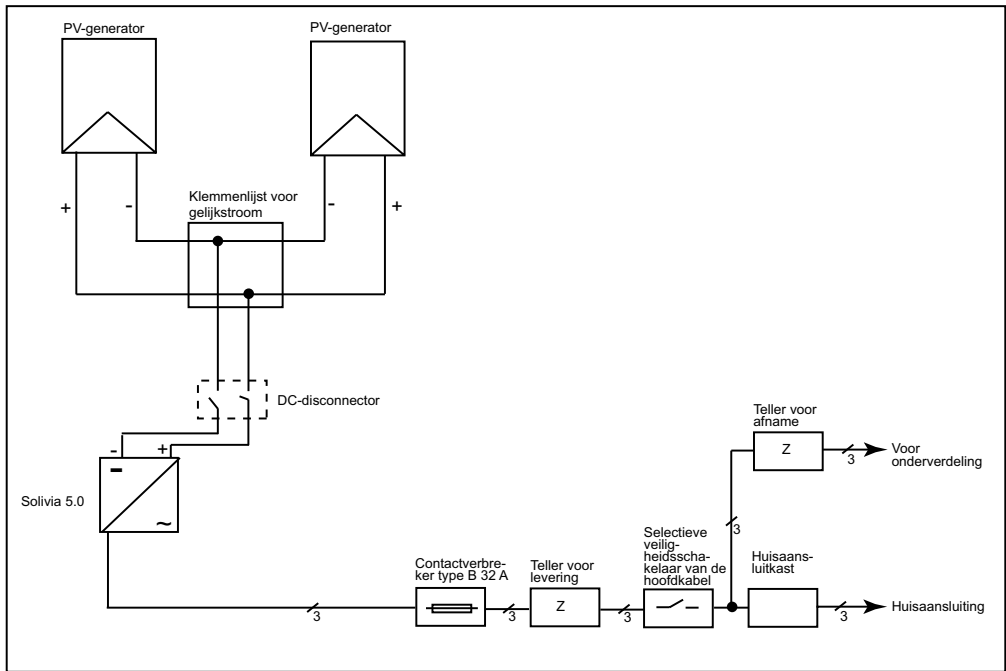 PV-generator
PV-generator
Klemmenlijst voor
gelijkstroom
+
-
-
+
DC-disconnector
-
+
Solivia 5.0
-
~
Teller voor
afname
Z
3
Voor
onderverdeling
3
Contactverbre-
ker type B 32 A
Teller voor
levering
Selectieve
veilig-
heidsscha-
kelaar van de
hoofdkabel
Huisaans-
luitkast
3
3
Z
3
3
Huisaansluiting